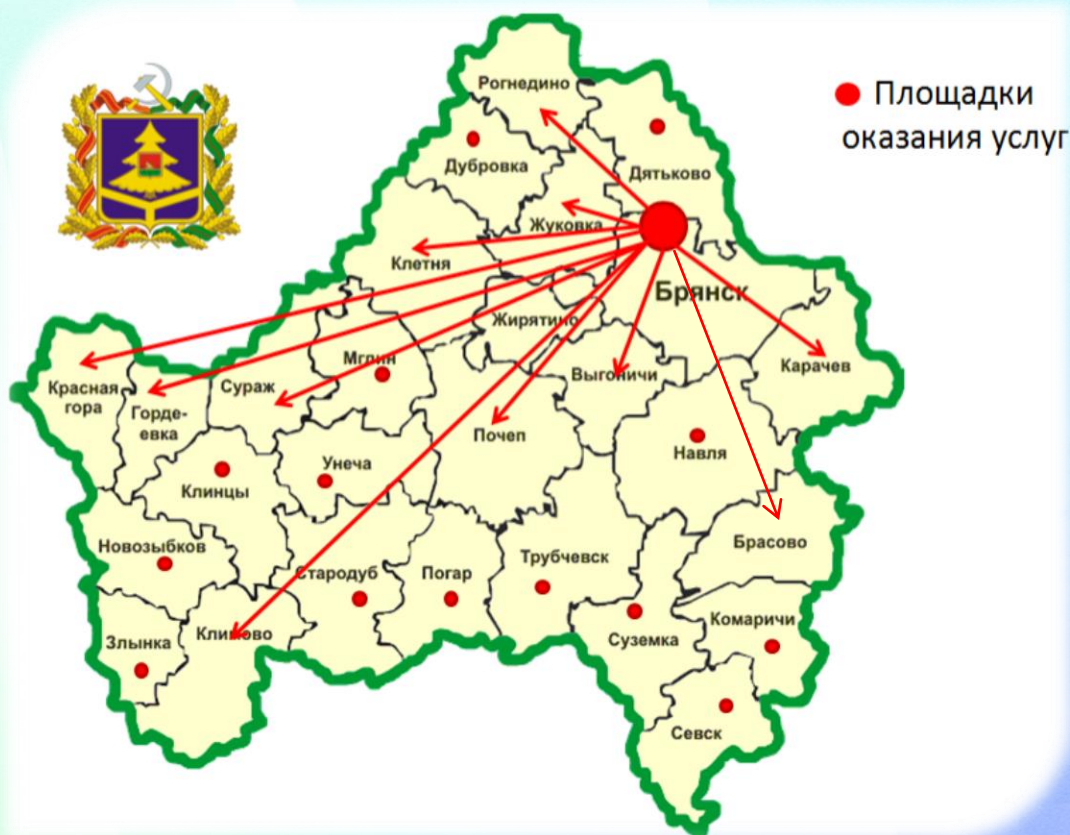 Площадки
оказания услуг
Рогнедино
Дубровка
Дятьково
Жуковка
Клетня
Брянск
Жирятино
Мглин
Выгоничи
Карачев
Красная
гора
Сураж
Горде-
евка
Почеп
Навля
Унеча
Клинцы
Новозыбков
Брасово
Трубчевск
Стародуб
Погар
Комаричи
Злынка
Климово
Суземка
Севск